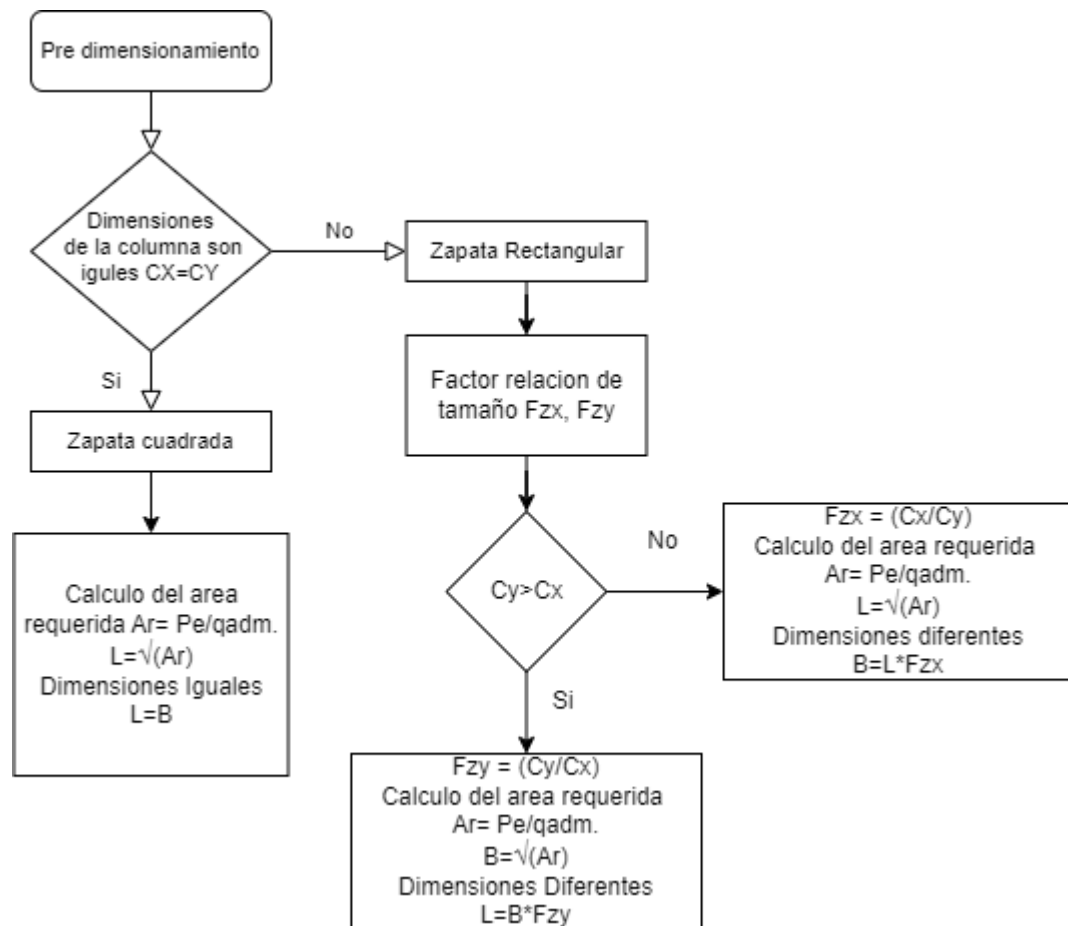 Pre dimensionamiento
Dimensiones
de la columna son
igules CX=CY
No
Zapata Rectangular
Si
Factor relacion de
tamaño Fzx, Fzy
Zapata cuadrada
Calculo del area
requerida Ar= Pe/qadm.
L=√(Ar)
Dimensiones Iguales
L=B
Cy>Cx
No
Fzx = (Cx/Cy)
Calculo del area requerida
Ar= Pe/qadm.
L=√(Ar)
Dimensiones diferentes
B=L*Fzx
Si
Fzy = (Cy/Cx)
Calculo del area requerida
Ar= Pe/qadm.
B=√(Ar)
Dimensiones Diferentes
L=B*Fzy